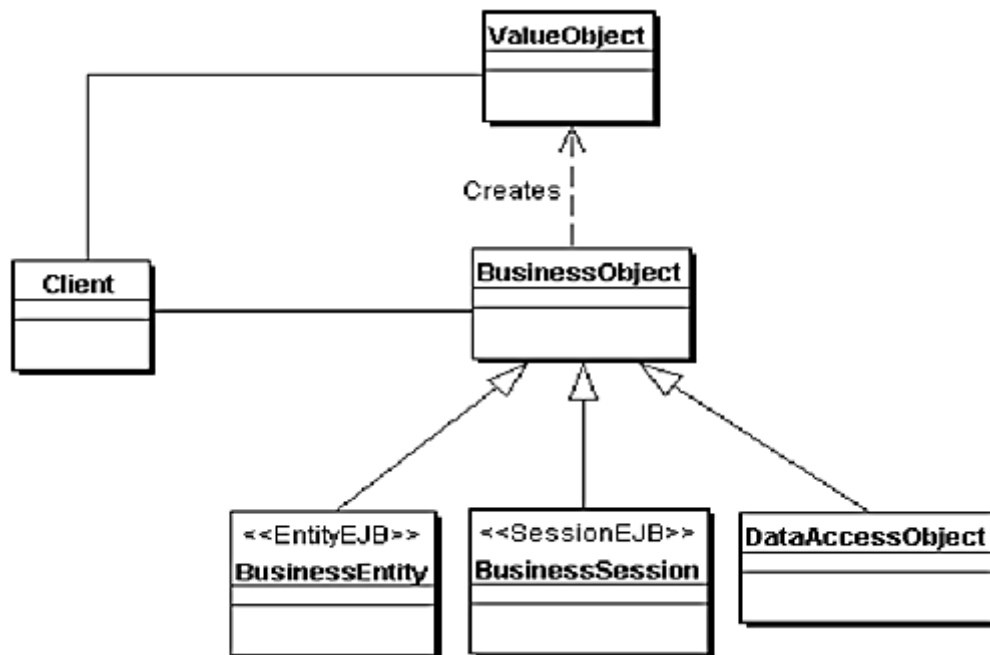 ValueObject
Creates
Client
BusinessObject
<<EntityEJB>>
BusinessEntity
<<SessionEJB>>
BusinessSession
DataAccessObject